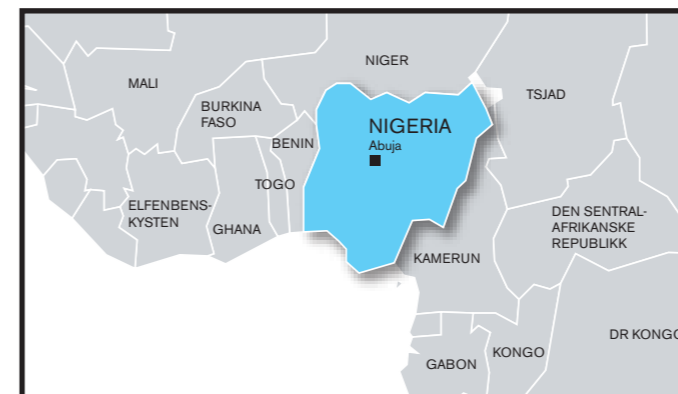 NIGER
MALI
TSJAD
BURKINA
FASO
NIGERIA
Abuja
BENIN
TOGO
ELFENBENS-
KYSTEN
GHANA
DEN SENTRAL-
AFRIKANSKE
REPUBLIKK
KAMERUN
DR KONGO
KONGO
GABON